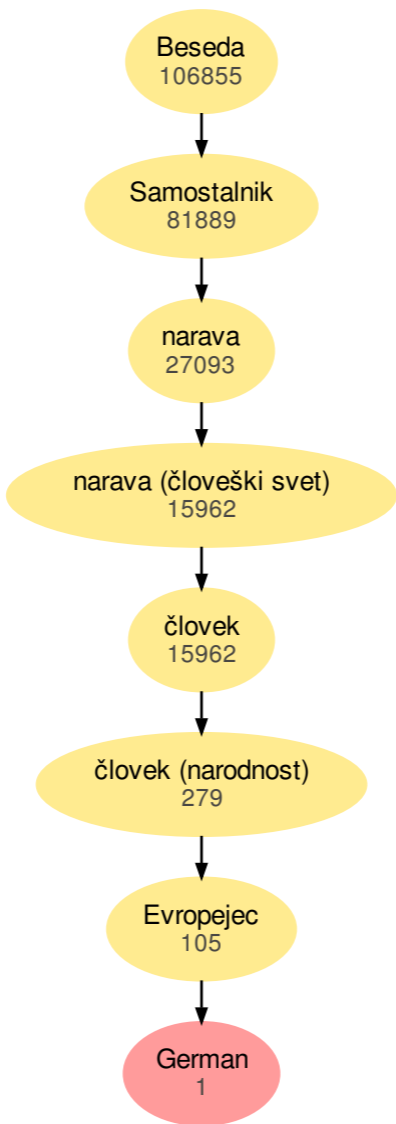 Beseda
106855
Samostalnik
81889
narava
27093
narava (človeški svet)
15962
človek
15962
človek (narodnost)
279
Evropejec
105
German
1